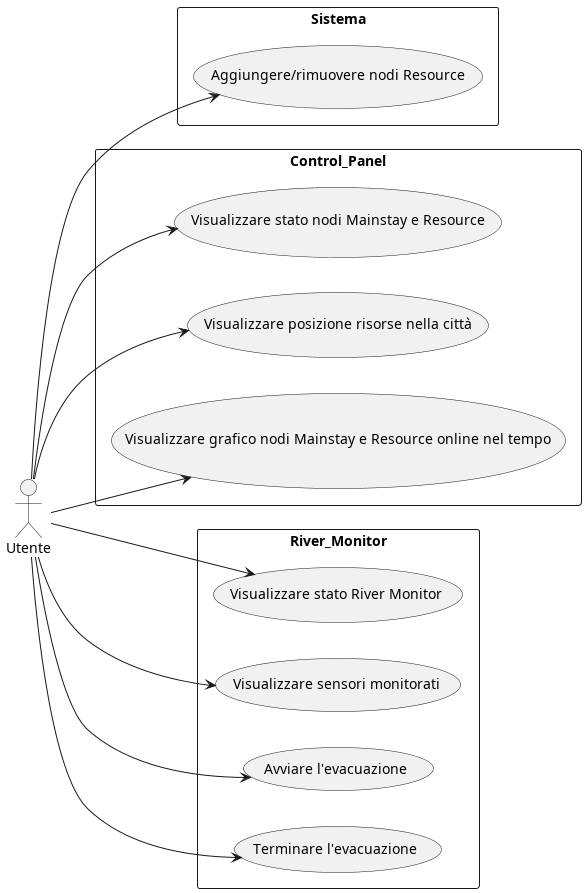 Sistema
Aggiungere/rimuovere nodi Resource
Control_Panel
Visualizzare stato nodi Mainstay e Resource
Visualizzare posizione risorse nella città
Visualizzare grafico nodi Mainstay e Resource online nel tempo
Utente
River_Monitor
Visualizzare stato River Monitor
Visualizzare sensori monitorati
Avviare l'evacuazione
Terminare l'evacuazione